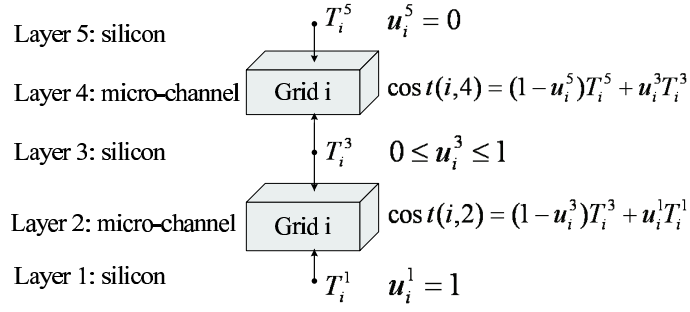 Layer 5: silicon T_i^5 u_i^5 = 0
Layer 4: micro-channel Grid i cos t(i,4) = (1 − u_i^5)T_i^5 + u_i^3 T_i^3
Layer 3: silicon T_i^3 0 ≤ u_i^3 ≤ 1
Layer 2: micro-channel Grid i cos t(i,2) = (1 − u_i^3)T_i^3 + u_i^1 T_i^1
Layer 1: silicon T_i^1 u_i^1 = 1